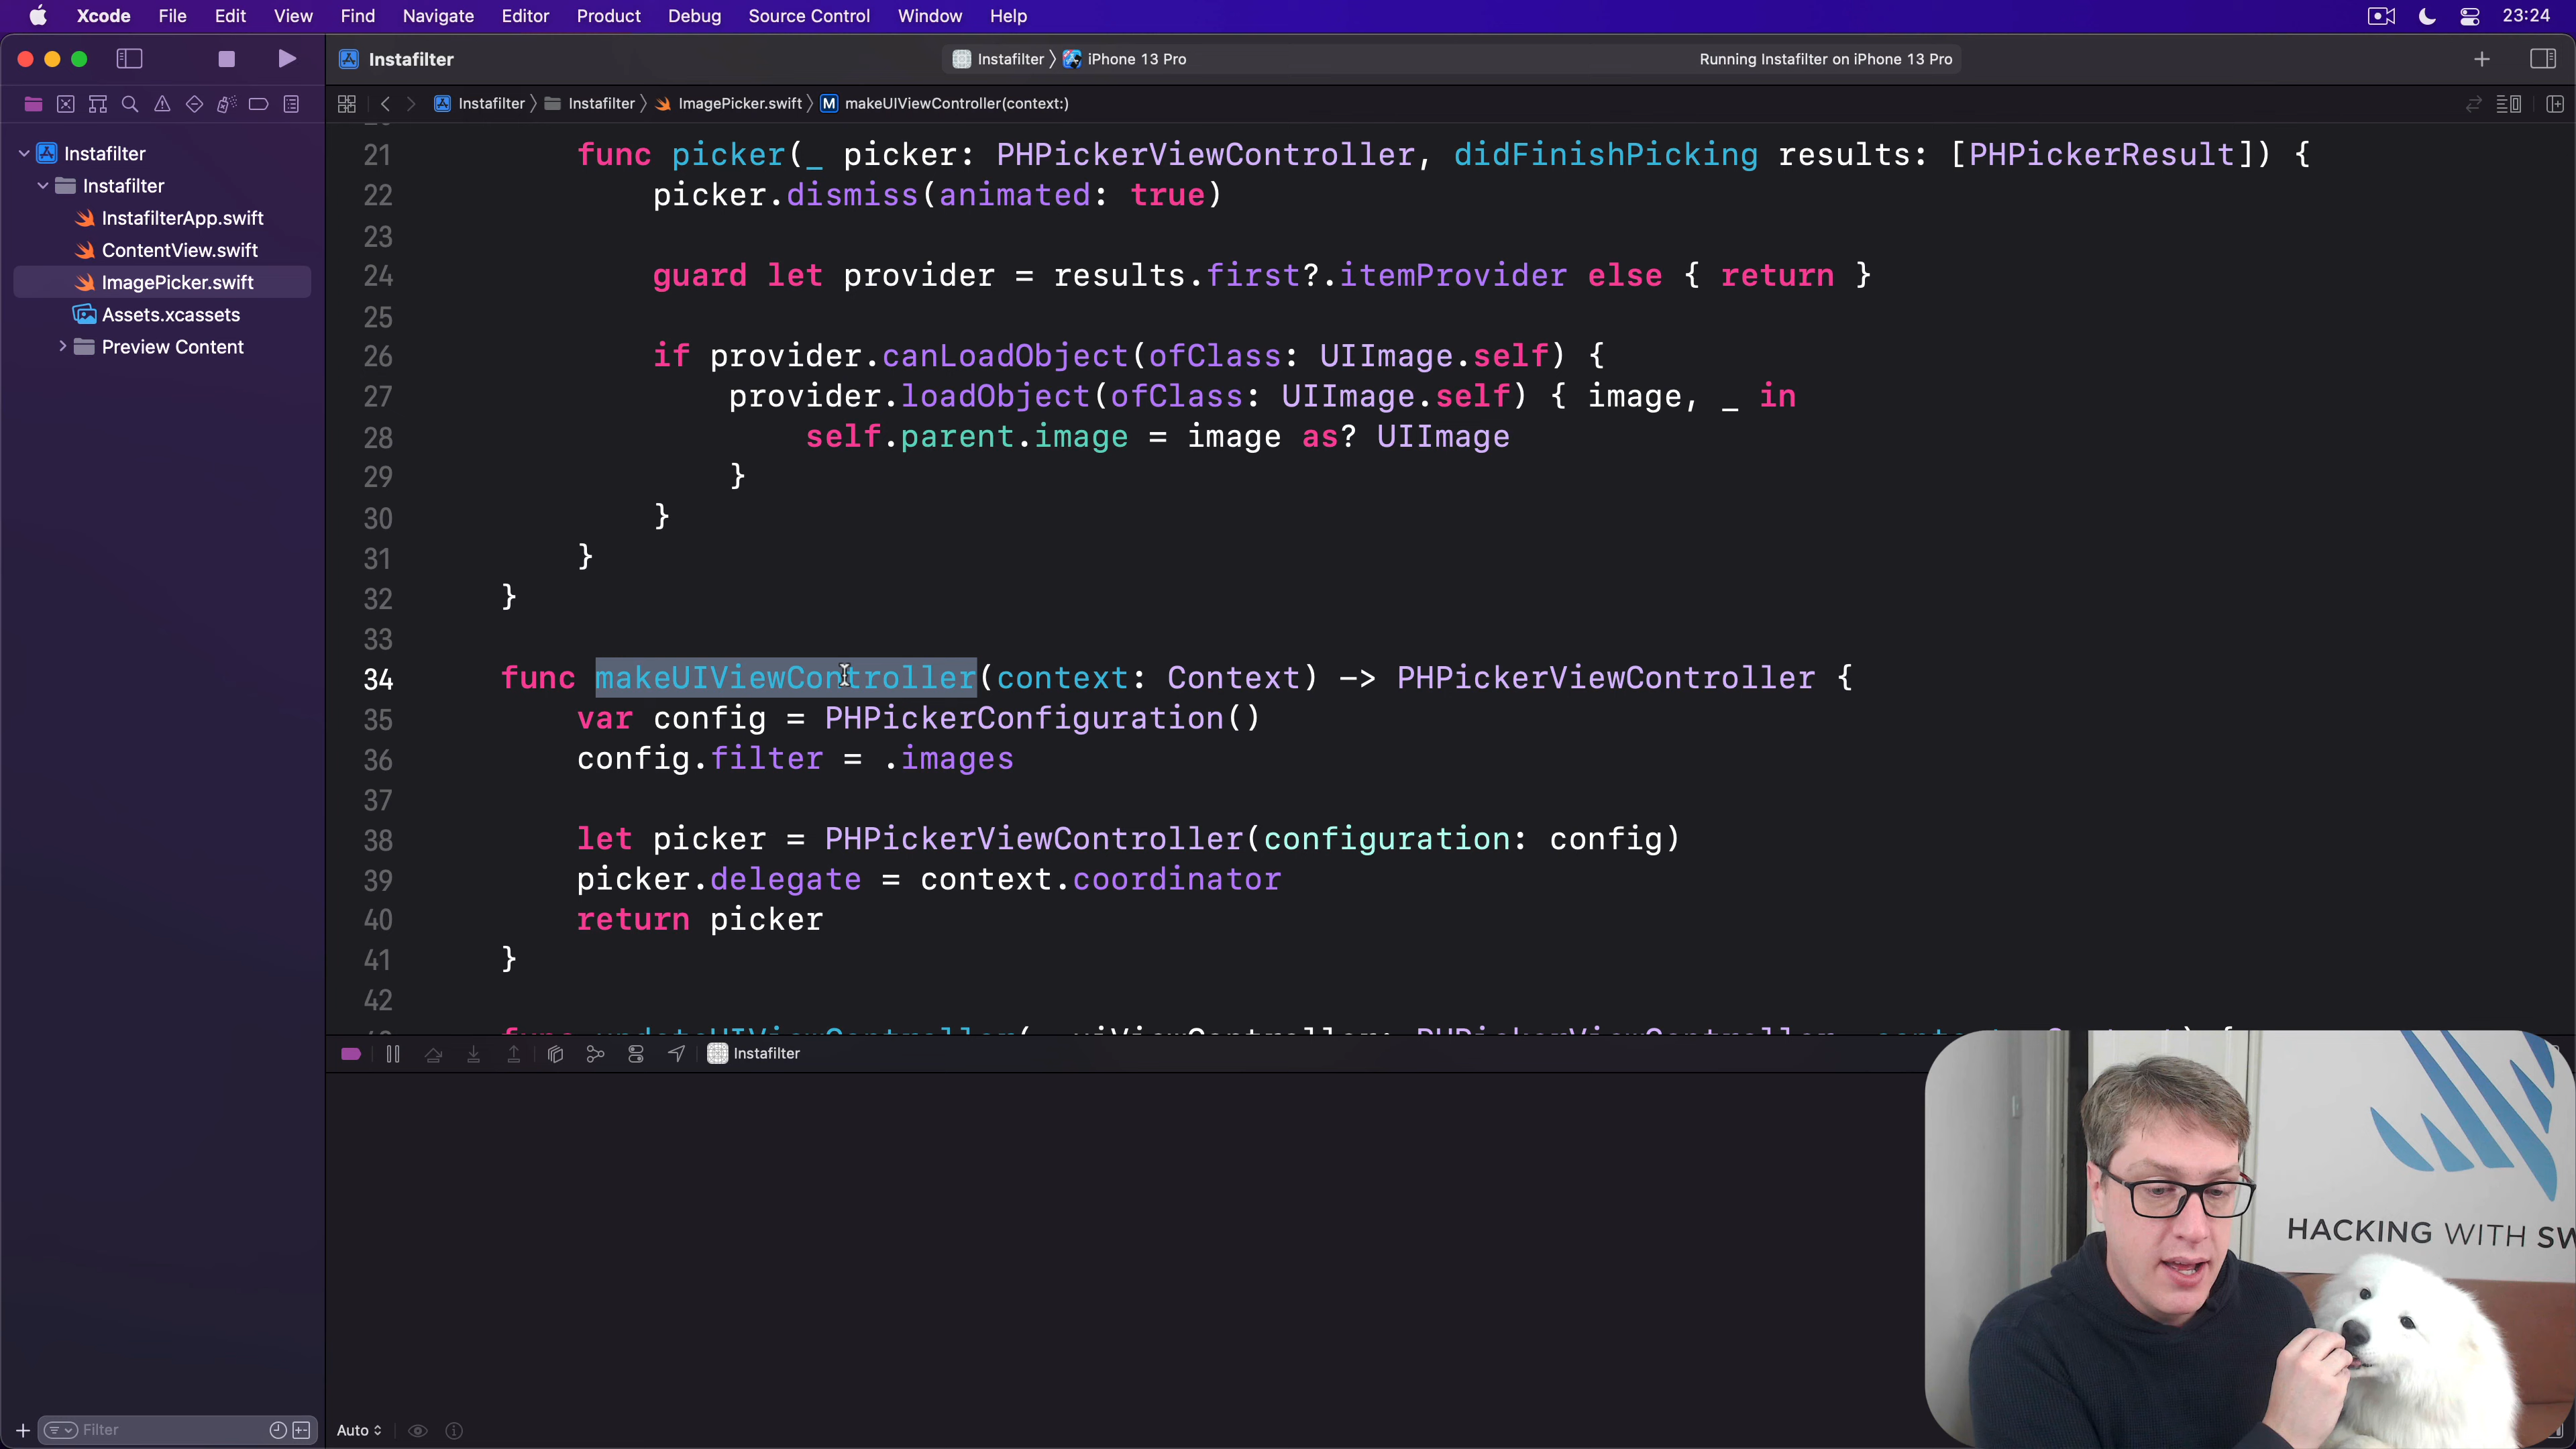 Xcode File Edit View Find Navigate Editor Product Debug Source Control Window Help 23:24
Instafilter Instafilter iPhone 13 Pro Running Instafilter on iPhone 13 Pro
Instafilter Instafilter ImagePicker.swift M makeUIViewController(context:)
Instafilter
Instafilter
InstafilterApp.swift
ContentView.swift
ImagePicker.swift
Assets.xcassets
Preview Content
21 func picker(_ picker: PHPickerViewController, didFinishPicking results: [PHPickerResult]) {
22 picker.dismiss(animated: true)
23
24 guard let provider = results.first?.itemProvider else { return }
25
26 if provider.canLoadObject(ofClass: UIImage.self) {
27 provider.loadObject(ofClass: UIImage.self) { image, _ in
28 self.parent.image = image as? UIImage
29 }
30 }
31 }
32 }
33
34 func makeUIViewController(context: Context) -> PHPickerViewController {
35 var config = PHPickerConfiguration()
36 config.filter = .images
37
38 let picker = PHPickerViewController(configuration: config)
39 picker.delegate = context.coordinator
40 return picker
41 }
42
func updateUIViewController(_ uiViewController: PHPickerViewController, context: Context) {
Instafilter
HACKING WITH SW
Filter
Auto